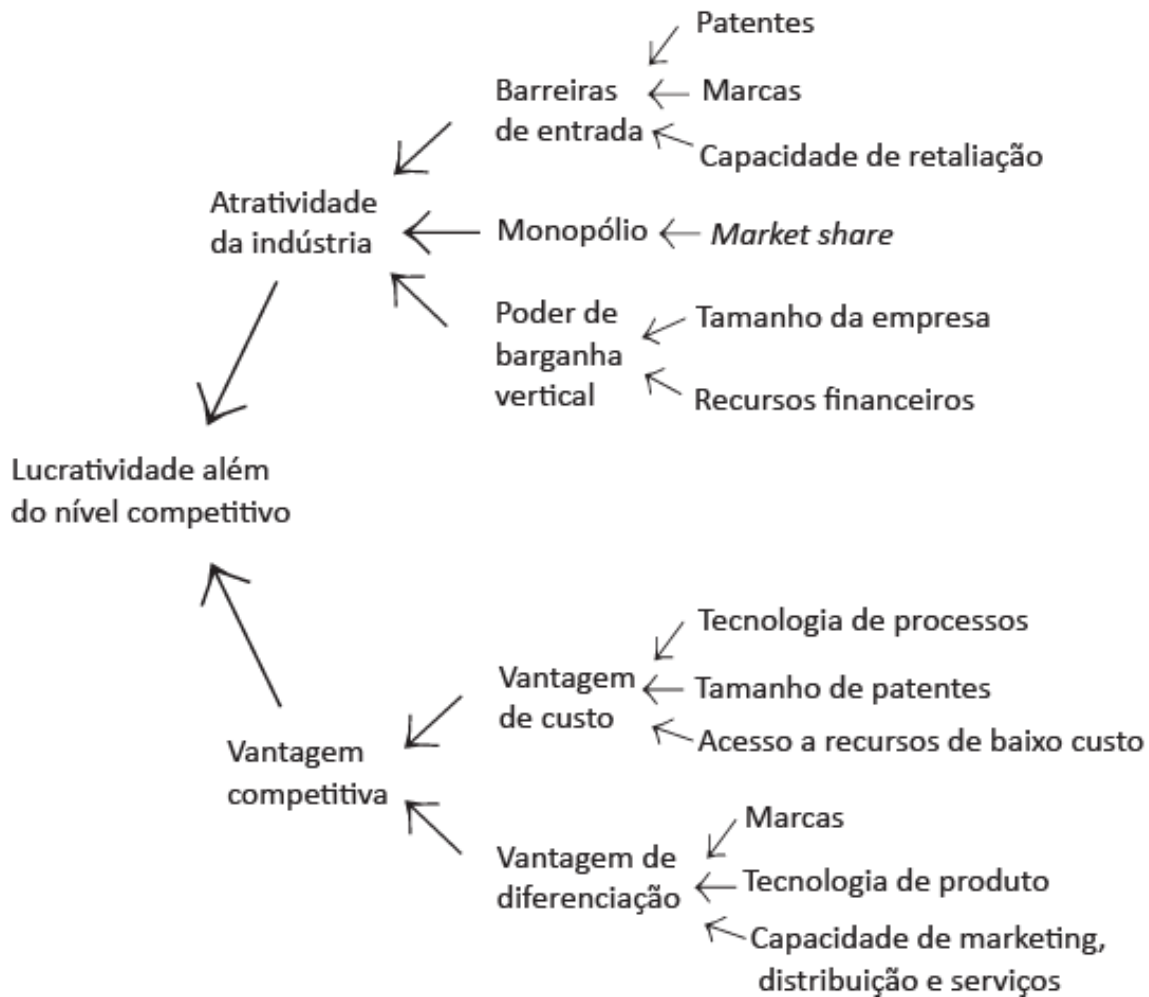 Patentes
Barreiras
de entrada
Marcas
Capacidade de retaliação
Atratividade
da indústria
Monopólio
Market share
Poder de
barganha
vertical
Tamanho da empresa
Recursos financeiros
Lucratividade além
do nível competitivo
Tecnologia de processos
Vantagem
de custo
Tamanho de patentes
Acesso a recursos de baixo custo
Vantagem
competitiva
Marcas
Vantagem de
diferenciação
Tecnologia de produto
Capacidade de marketing,
distribuição e serviços